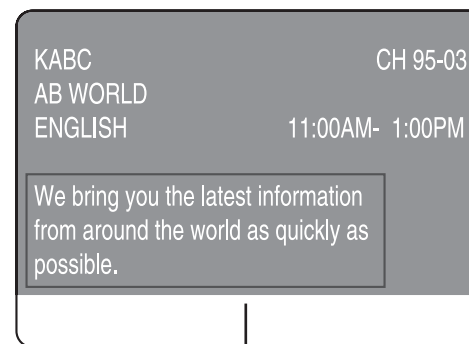 KABC CH 95-03
AB WORLD
ENGLISH 11:00AM- 1:00PM
We bring you the latest information
from around the world as quickly as
possible.